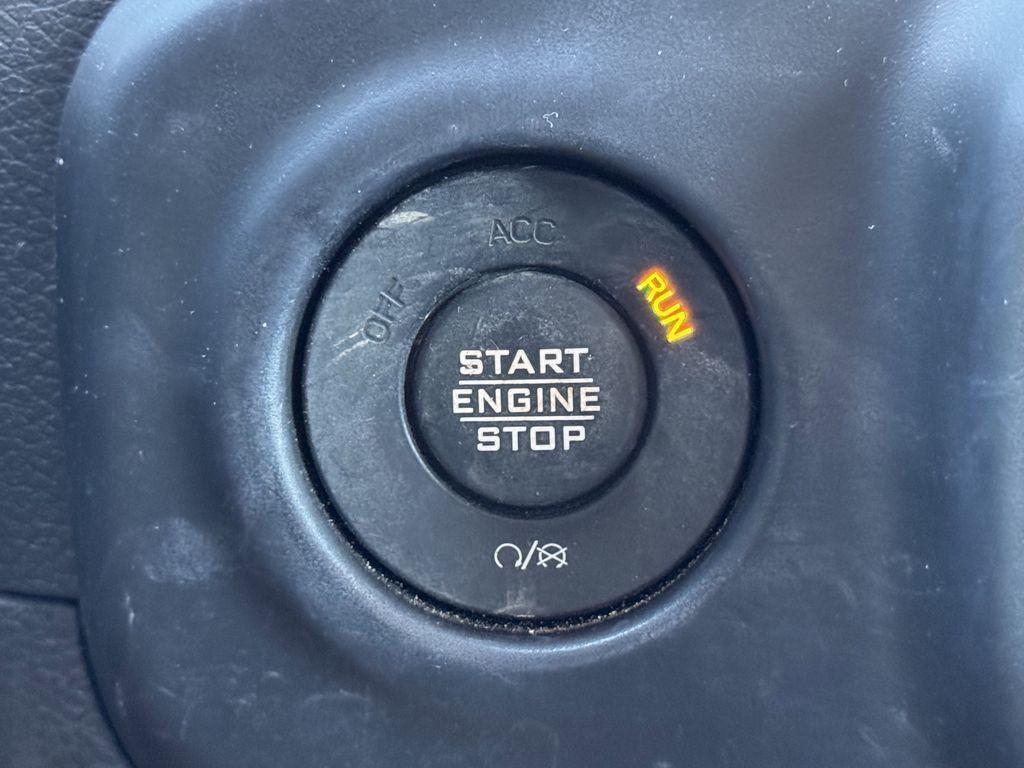 ACC
OFF
RUN
START
ENGINE
STOP